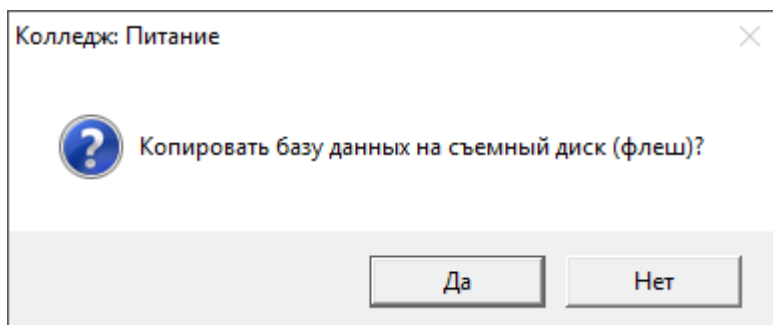 Колледж: Питание
Копировать базу данных на съемный диск (флеш)?
Да
Нет